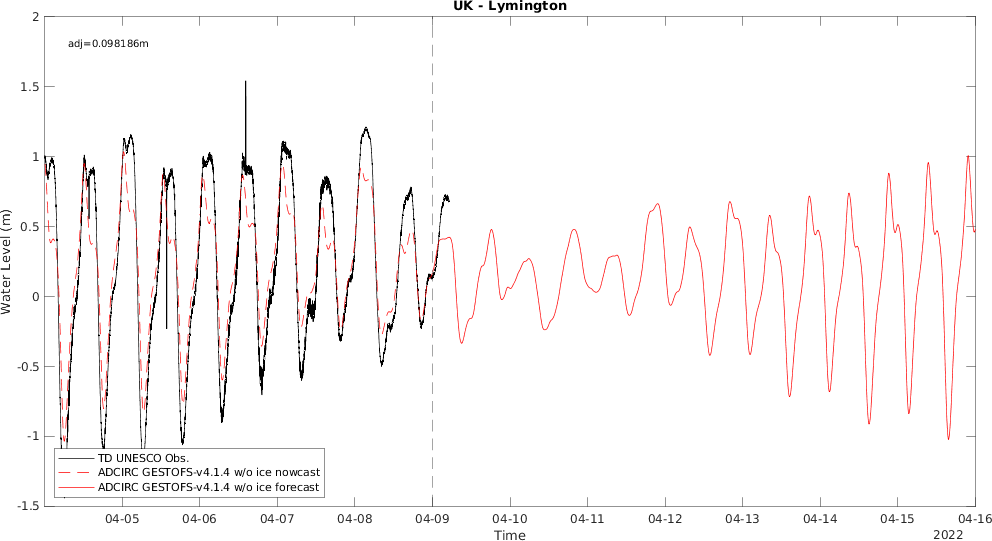 UK - Lymington
adj=0.098186m
Water Level (m)
2
1.5
1
0.5
0
-0.5
-1
-1.5
TD UNESCO Obs.
ADCIRC GESTOFS-v4.1.4 w/o ice nowcast
ADCIRC GESTOFS-v4.1.4 w/o ice forecast
04-05 04-06 04-07 04-08 04-09 04-10 04-11 04-12 04-13 04-14 04-15 04-16
Time
2022